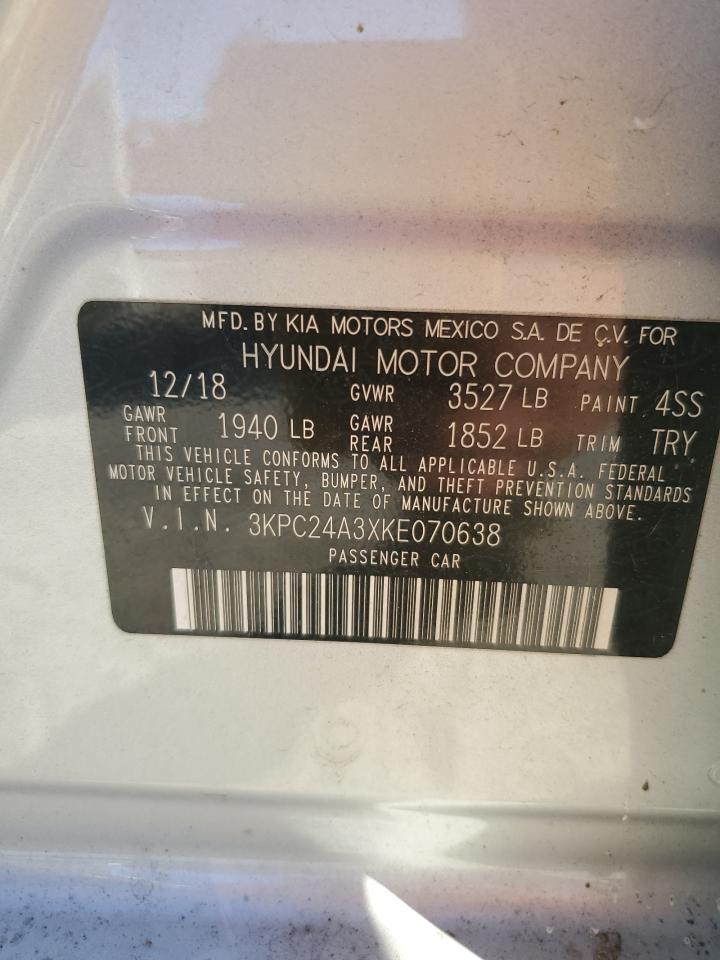 MFD. BY KIA MOTORS MEXICO S.A. DE C.V. FOR
HYUNDAI MOTOR COMPANY
12/18 GVWR 3527 LB PAINT 4SS
GAWR FRONT 1940 LB GAWR REAR 1852 LB TRIM TRY
THIS VEHICLE CONFORMS TO ALL APPLICABLE U.S.A. FEDERAL
MOTOR VEHICLE SAFETY, BUMPER, AND THEFT PREVENTION STANDARDS
IN EFFECT ON THE DATE OF MANUFACTURE SHOWN ABOVE.
V.I.N. 3KPC24A3XKE070638
PASSENGER CAR